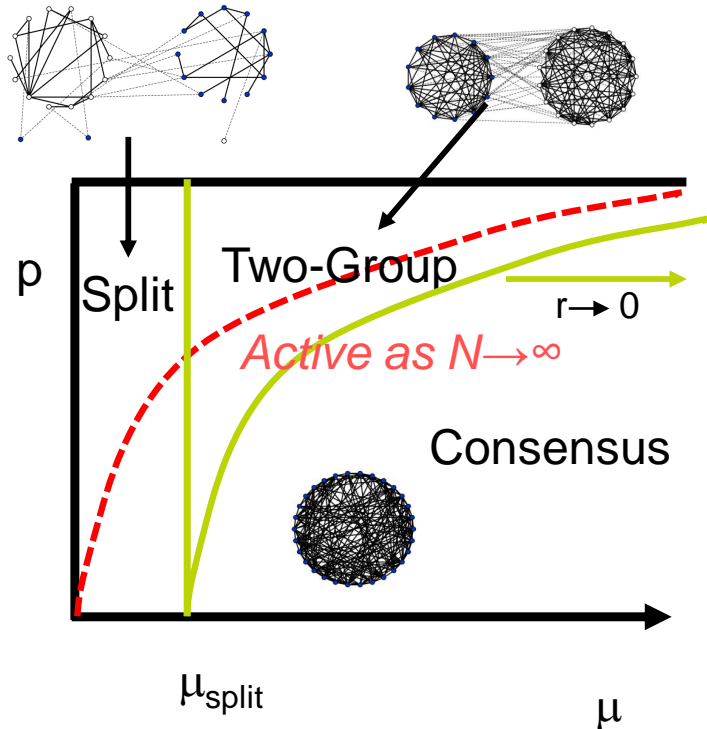 p
Split
Two-Group
r→ 0
Active as N→∞
Consensus
μsplit
μ